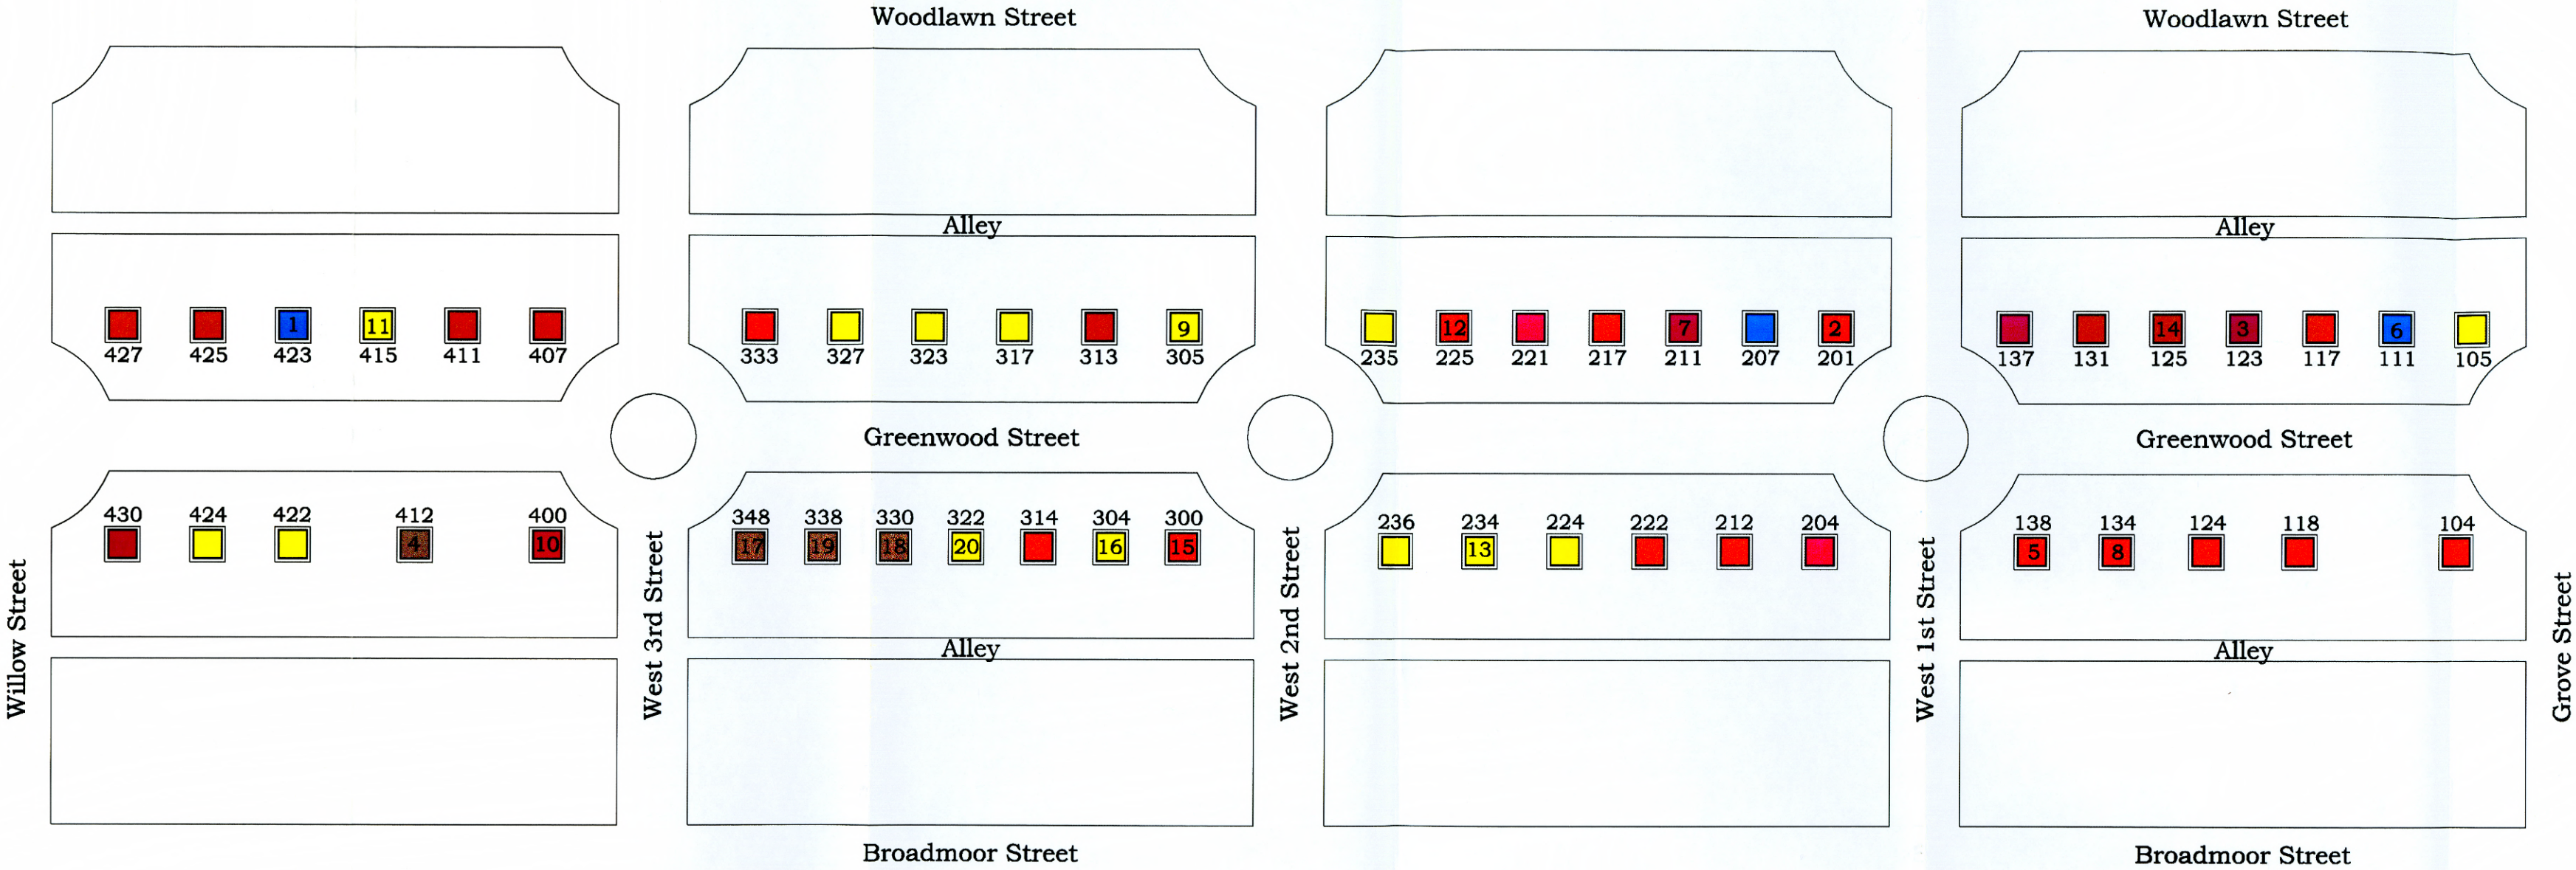 Woodlawn Street Woodlawn Street
Alley Alley
1 11 9 12 7 2 14 3 6
427 425 423 415 411 407 333 327 323 317 313 305 235 225 221 217 211 207 201 137 131 125 123 117 111 105
Greenwood Street Greenwood Street
430 424 422 412 400 348 338 330 322 314 304 300 236 234 224 222 212 204 138 134 124 118 104
4 10 17 19 18 20 16 15 13 5 8
Willow Street
West 3rd Street
West 2nd Street
West 1st Street
Grove Street
Alley Alley
Broadmoor Street Broadmoor Street